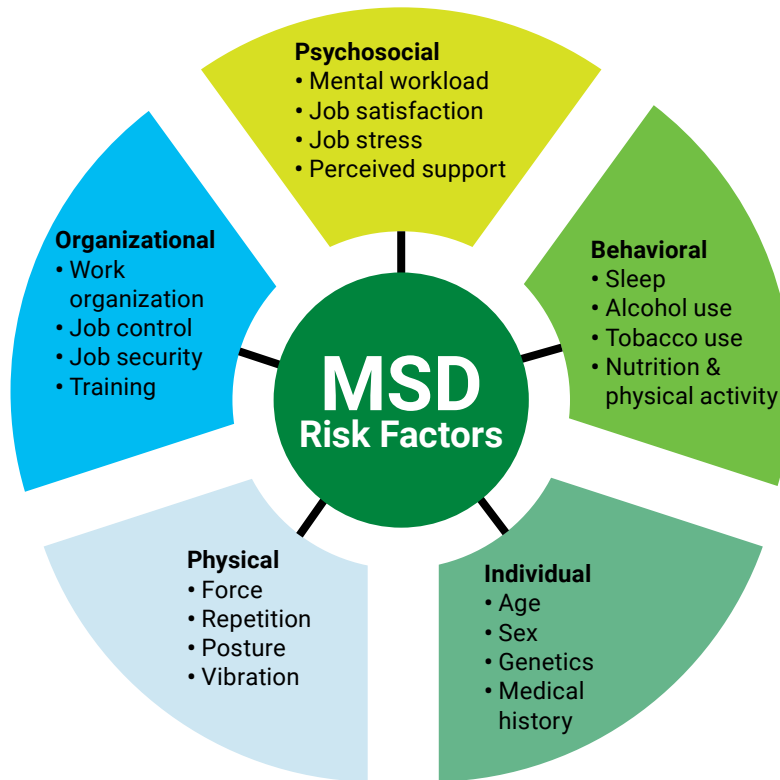 Psychosocial
• Mental workload
• Job satisfaction
• Job stress
• Perceived support
Organizational
• Work
organization
• Job control
• Job security
• Training
Behavioral
• Sleep
• Alcohol use
• Tobacco use
• Nutrition &
physical activity
MSD
Risk Factors
Physical
• Force
• Repetition
• Posture
• Vibration
Individual
• Age
• Sex
• Genetics
• Medical
history